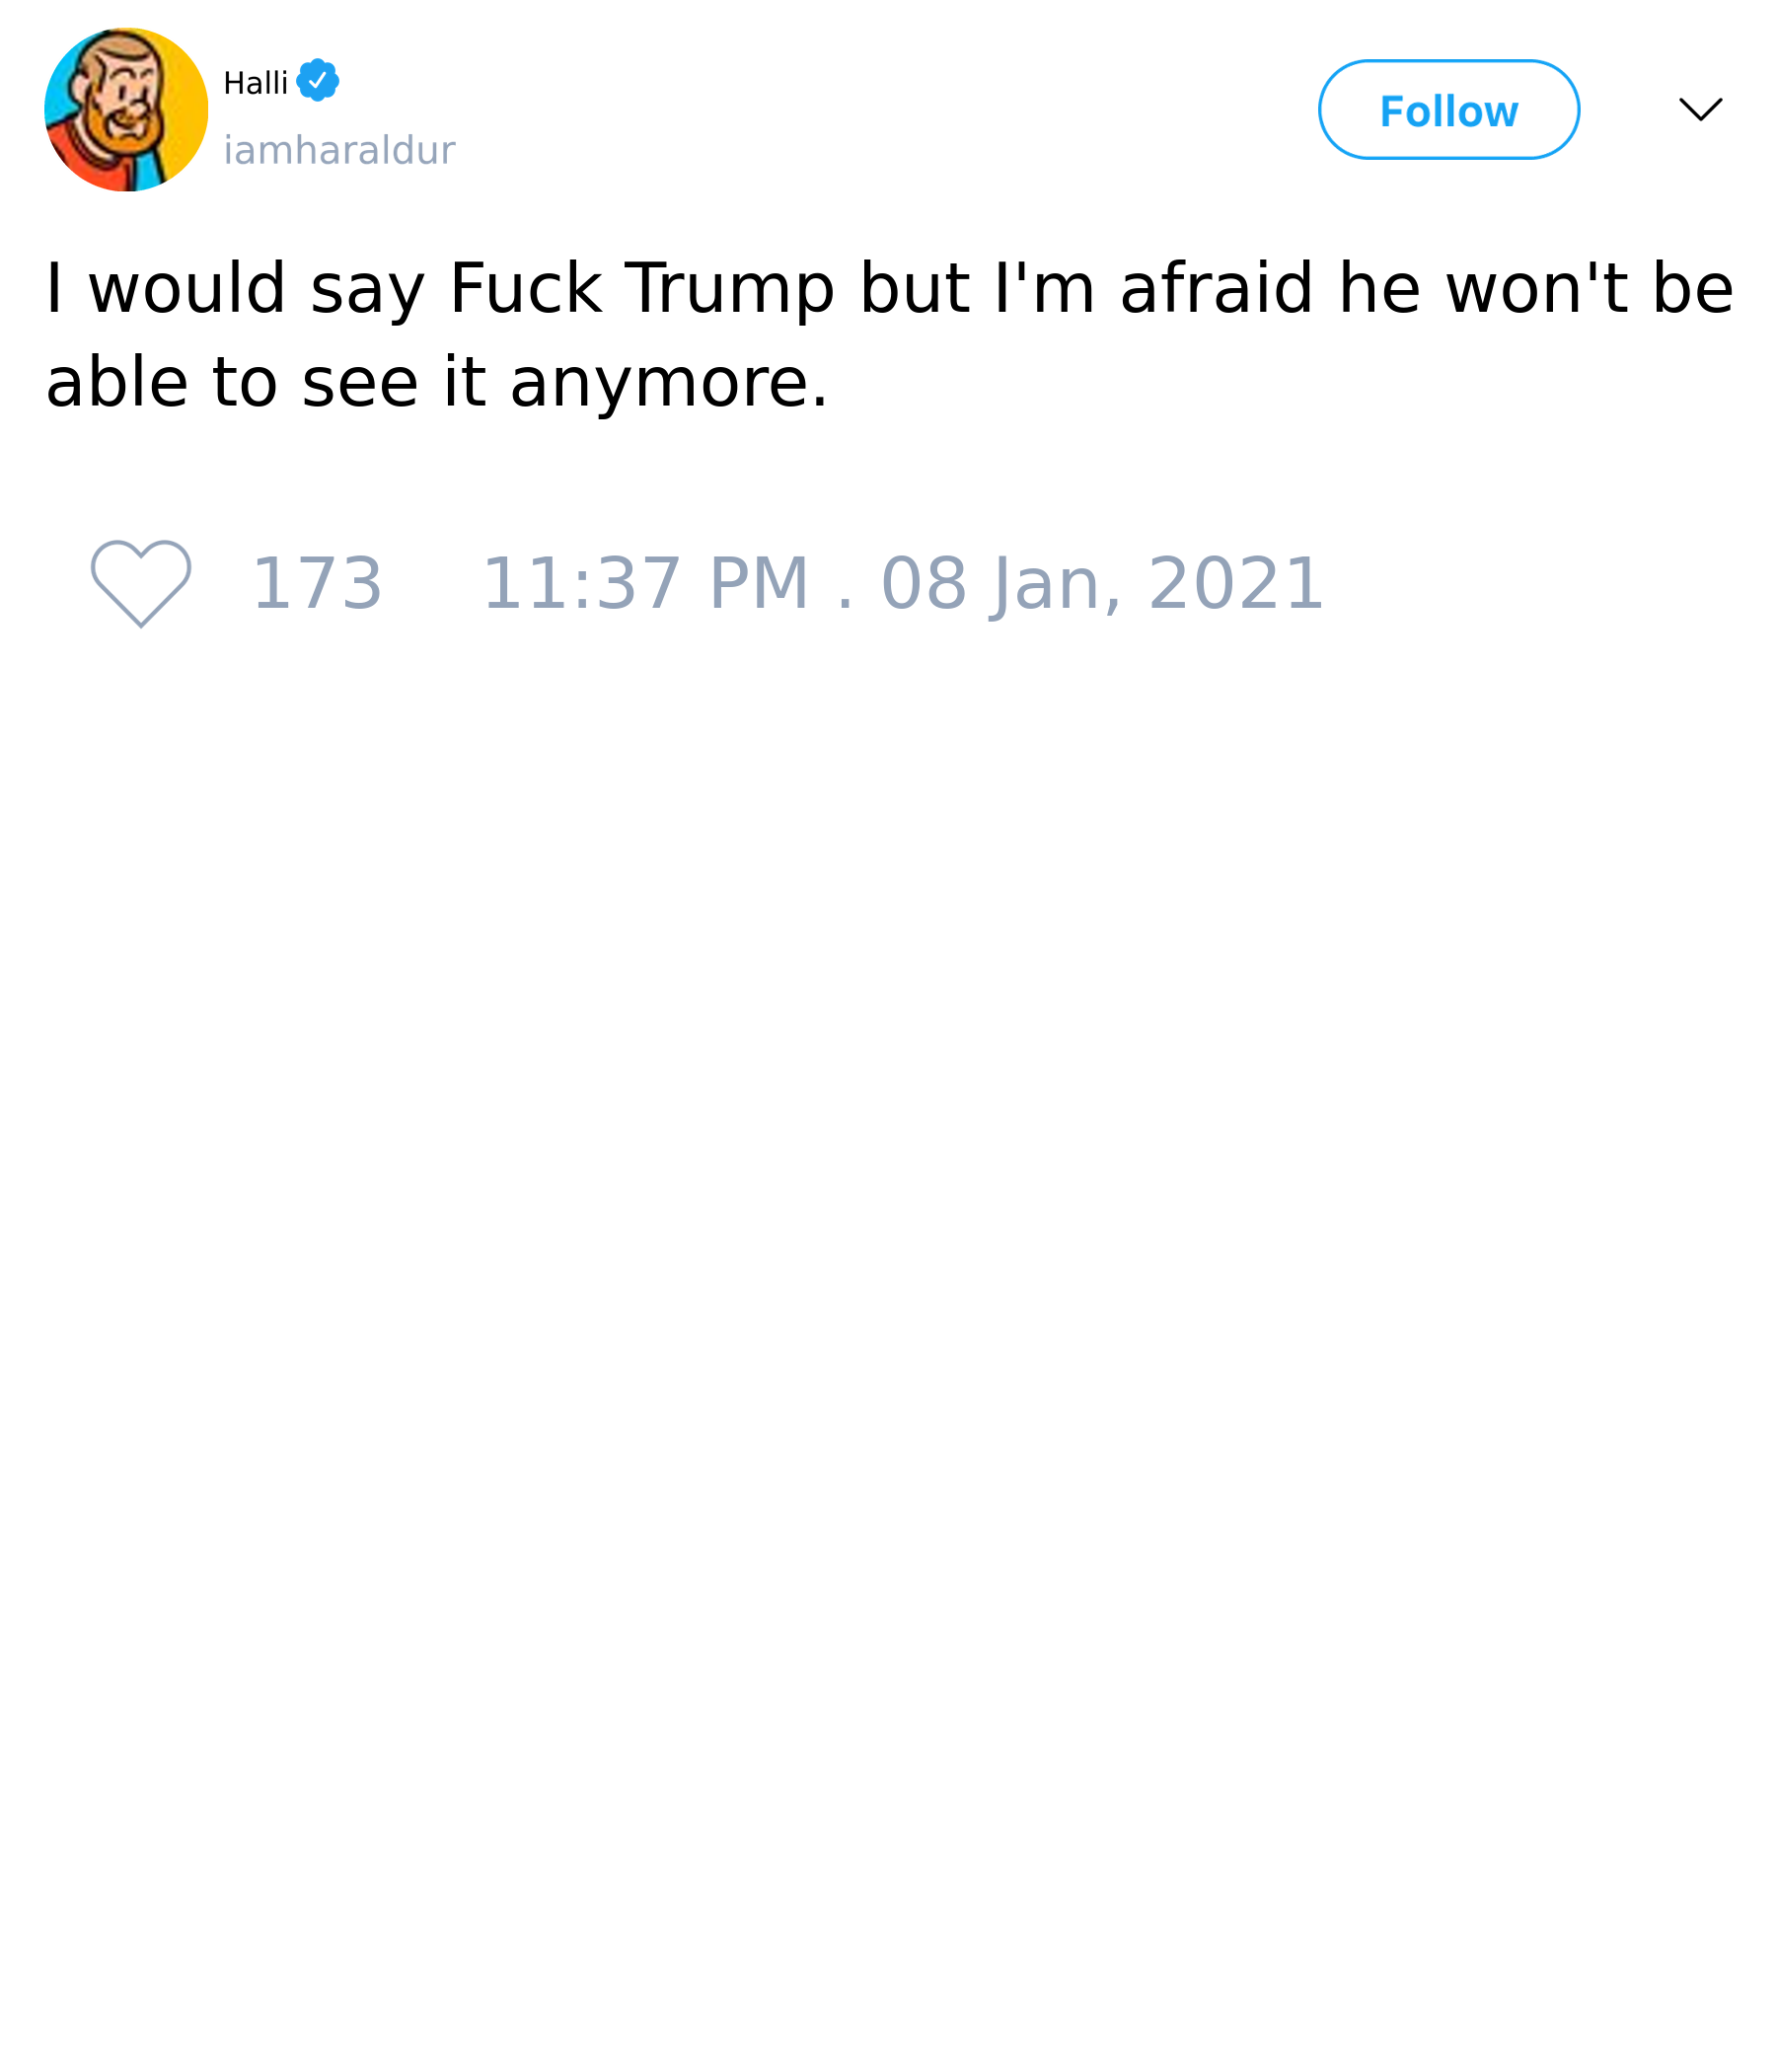 Halli
iamharaldur
Follow
I would say Fuck Trump but I'm afraid he won't be
able to see it anymore.
173 11:37 PM . 08 Jan, 2021